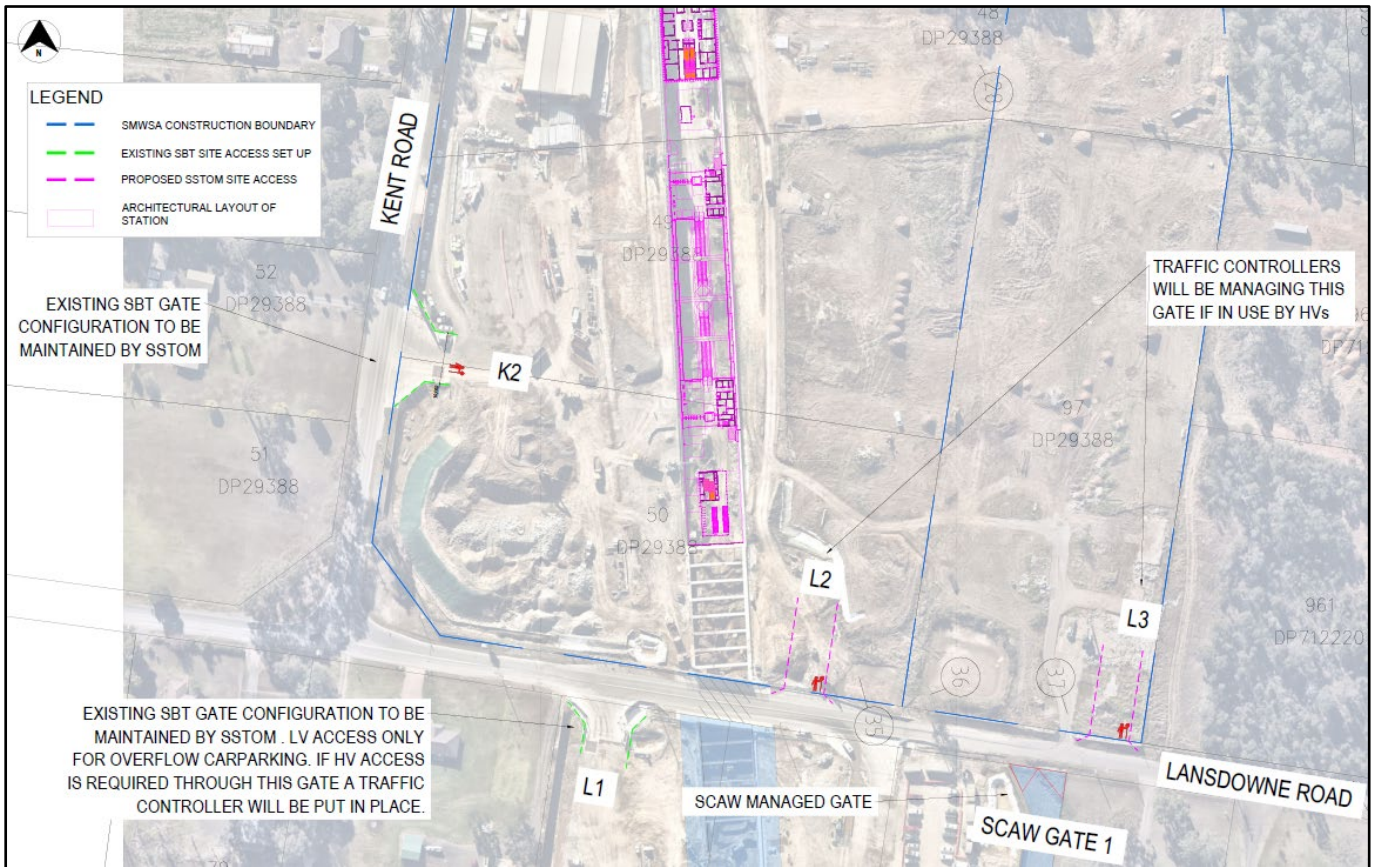 N
LEGEND
SMWSA CONSTRUCTION BOUNDARY
EXISTING SBT SITE ACCESS SET UP
PROPOSED SSTOM SITE ACCESS
ARCHITECTURAL LAYOUT OF
STATION
KENT ROAD
48
DP29388
28
49
DP29388
52
DP29388
EXISTING SBT GATE
CONFIGURATION TO BE
MAINTAINED BY SSTOM
TRAFFIC CONTROLLERS
WILL BE MANAGING THIS
GATE IF IN USE BY HVs
K2
97
DP29388
51
DP29388
50
DP29388
L2
L3
961
DP712220
36
37
35
EXISTING SBT GATE CONFIGURATION TO BE
MAINTAINED BY SSTOM . LV ACCESS ONLY
FOR OVERFLOW CARPARKING. IF HV ACCESS
IS REQUIRED THROUGH THIS GATE A TRAFFIC
CONTROLLER WILL BE PUT IN PLACE.
L1
SCAW MANAGED GATE
SCAW GATE 1
LANSDOWNE ROAD